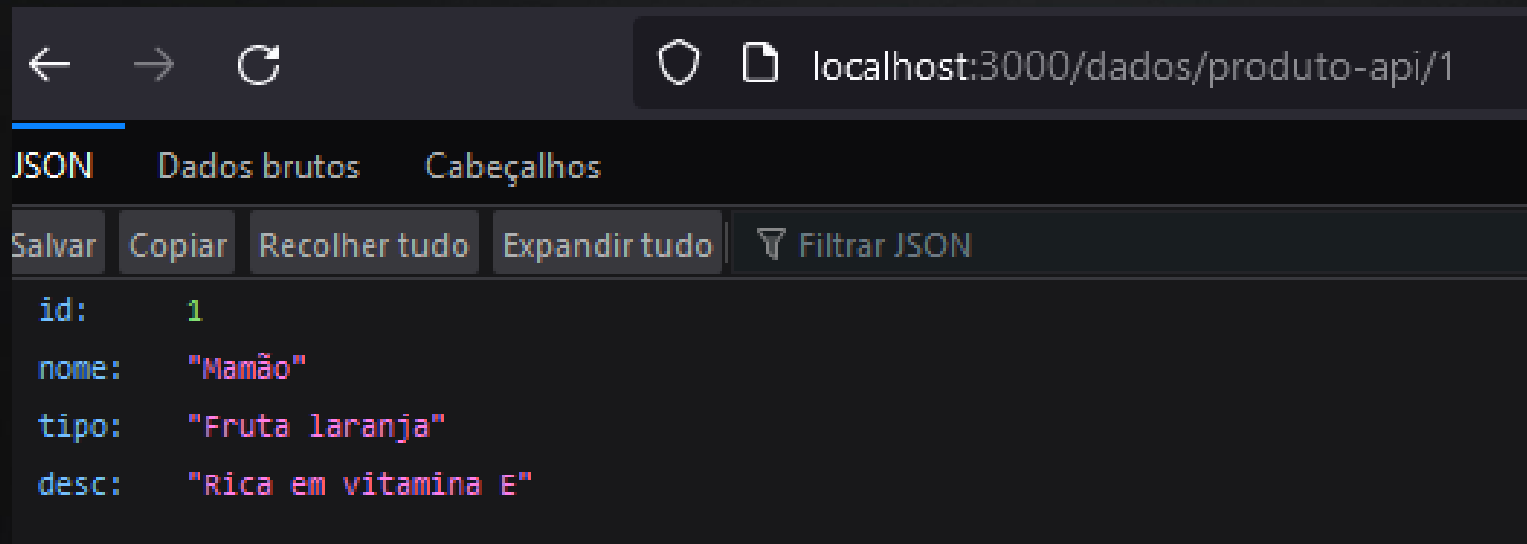 localhost:3000/dados/produto-api/1
JSON Dados brutos Cabeçalhos
Salvar Copiar Recolher tudo Expandir tudo Filtrar JSON
id: 1
nome: "Mamão"
tipo: "Fruta laranja"
desc: "Rica em vitamina E"